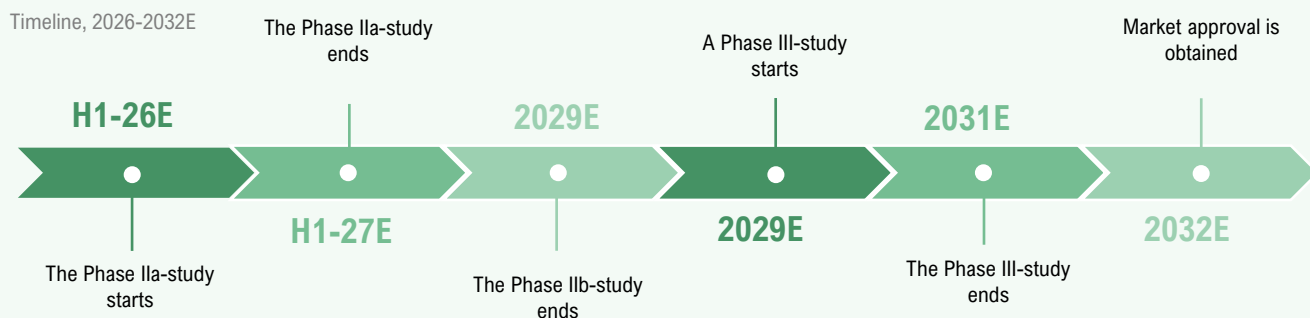 Timeline, 2026-2032E
The Phase IIa-study
ends
A Phase III-study
starts
Market approval is
obtained
H1-26E
2029E
2031E
H1-27E
2029E
2032E
The Phase IIa-study
starts
The Phase IIb-study
ends
The Phase III-study
ends